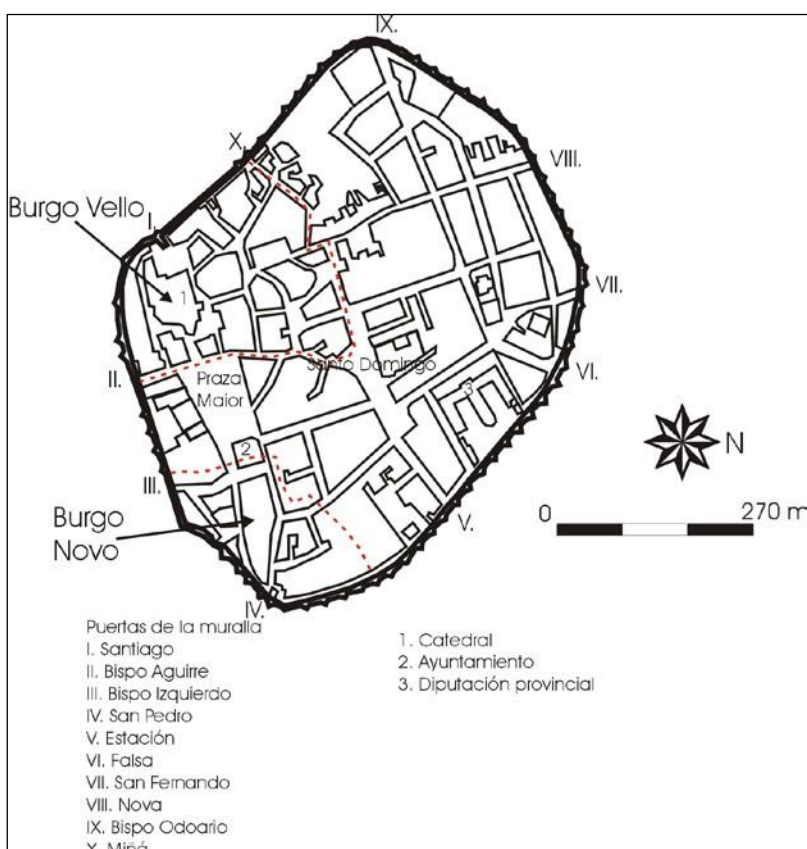 IX.
X.
VIII.
Burgo Vello
I.
1
VII.
II.
Praza
Maior
Santo Domingo
VI.
3
N
2
III.
Burgo
Novo
V.
0
270 m
IV.
Puertas de la muralla
I. Santiago
II. Bispo Aguirre
III. Bispo Izquierdo
IV. San Pedro
V. Estación
VI. Falsa
VII. San Fernando
VIII. Nova
IX. Bispo Odoario
X. Miñá
1. Catedral
2. Ayuntamiento
3. Diputación provincial